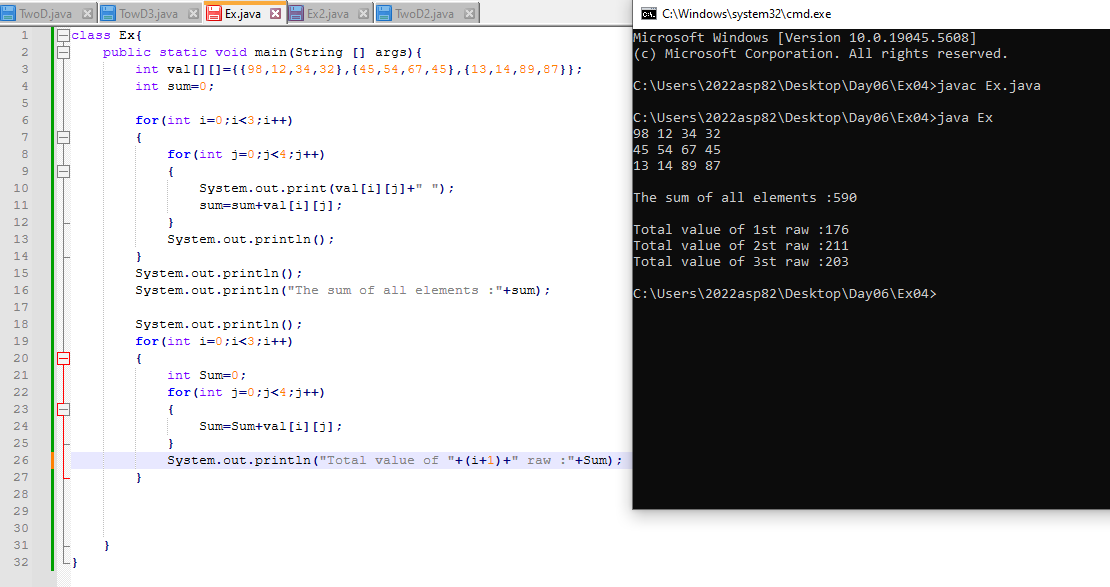 TwoD.java TowD3.java Ex.java Ex2.java TwoD2.java
1 class Ex{
2 public static void main(String [] args){
3 int val[][]={{98,12,34,32},{45,54,67,45},{13,14,89,87}};
4 int sum=0;
5
6 for(int i=0;i<3;i++)
7 {
8 for(int j=0;j<4;j++)
9 {
10 System.out.print(val[i][j]+" ");
11 sum=sum+val[i][j];
12 }
13 System.out.println();
14 }
15 System.out.println();
16 System.out.println("The sum of all elements :"+sum);
17
18 System.out.println();
19 for(int i=0;i<3;i++)
20 {
21 int Sum=0;
22 for(int j=0;j<4;j++)
23 {
24 Sum=Sum+val[i][j];
25 }
26 System.out.println("Total value of "+(i+1)+" raw :"+Sum);
27 }
28
29
30
31 }
32 }
C:\Windows\system32\cmd.exe
Microsoft Windows [Version 10.0.19045.5608]
(c) Microsoft Corporation. All rights reserved.
C:\Users\2022asp82\Desktop\Day06\Ex04>javac Ex.java
C:\Users\2022asp82\Desktop\Day06\Ex04>java Ex
98 12 34 32
45 54 67 45
13 14 89 87
The sum of all elements :590
Total value of 1st raw :176
Total value of 2st raw :211
Total value of 3st raw :203
C:\Users\2022asp82\Desktop\Day06\Ex04>